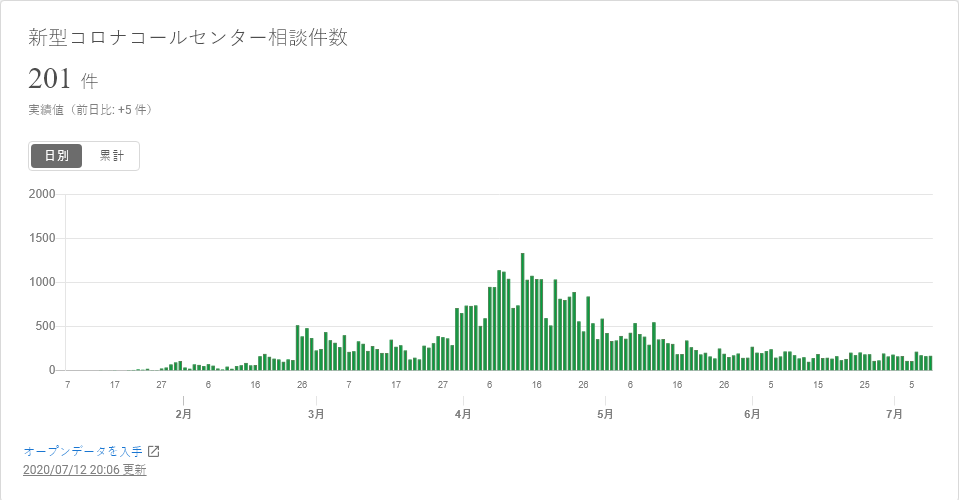 新型コロナコールセンター相談件数
201 件
実績値（前日比: +5 件）
日別 累計
2000
1500
1000
500
0
7 17 27 6 16 26 7 17 27 6 16 26 6 16 26 5 15 25 5
2月 3月 4月 5月 6月 7月
オープンデータを入手
2020/07/12 20:06 更新